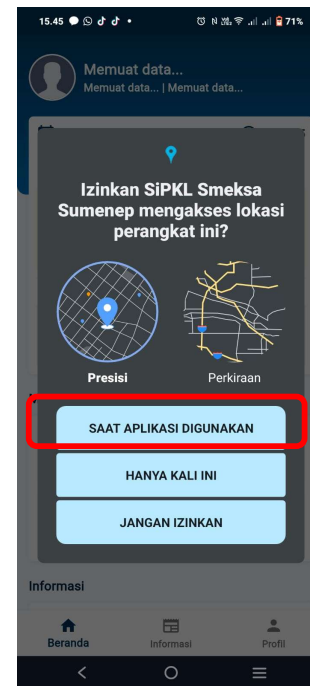 15.45
71%
Memuat data...
Memuat data... | Memuat data...
Izinkan SiPKL Smeksa
Sumenep mengakses lokasi
perangkat ini?
Presisi
Perkiraan
SAAT APLIKASI DIGUNAKAN
HANYA KALI INI
JANGAN IZINKAN
Informasi
Beranda
Informasi
Profil